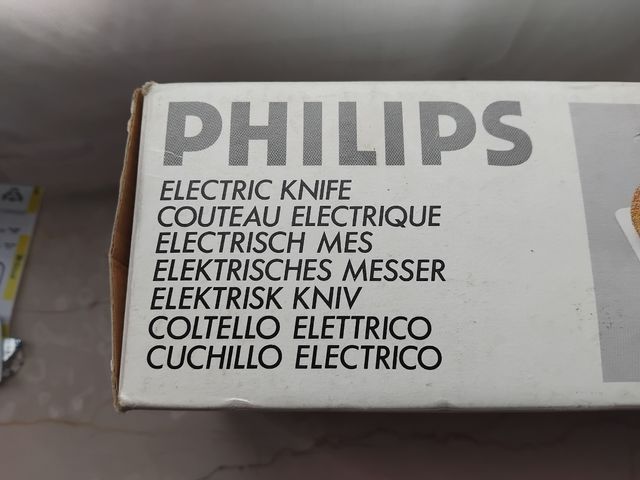 PHILIPS
ELECTRIC KNIFE
COUTEAU ELECTRIQUE
ELECTRISCH MES
ELEKTRISCHES MESSER
ELEKTRISK KNIV
COLTELLO ELETTRICO
CUCHILLO ELECTRICO